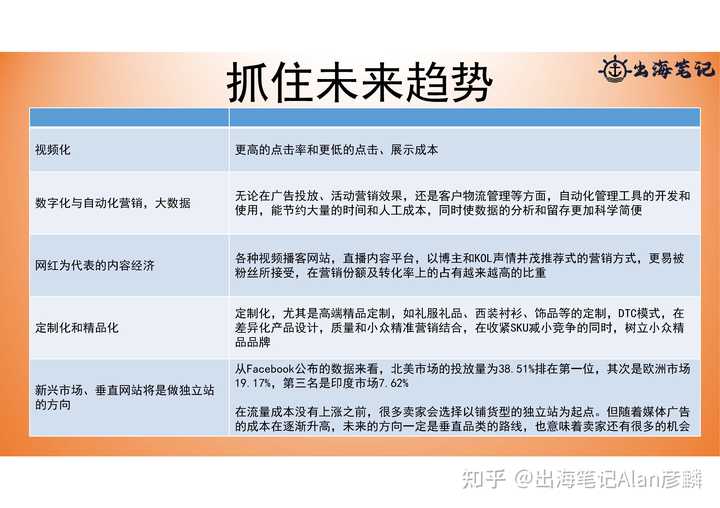 抓住未来趋势
出海笔记
视频化
更高的点击率和更低的点击、展示成本
数字化与自动化营销，大数据
无论在广告投放、活动营销效果，还是客户物流管理等方面，自动化管理工具的开发和
使用，能节约大量的时间和人工成本，同时使数据的分析和留存更加科学简便
网红为代表的内容经济
各种视频播客网站，直播内容平台，以博主和KOL声情并茂推荐式的营销方式，更易被
粉丝所接受，在营销份额及转化率上的占有越来越高的比重
定制化和精品化
定制化，尤其是高端精品定制，如礼服礼品、西装衬衫、饰品等的定制，DTC模式，在
差异化产品设计，质量和小众精准营销结合，在收紧SKU减小竞争的同时，树立小众精
品品牌
新兴市场、垂直网站将是做独立站
的方向
从Facebook公布的数据来看，北美市场的投放量为38.51%排在第一位，其次是欧洲市场
19.17%，第三名是印度市场7.62%
在流量成本没有上涨之前，很多卖家会选择以铺货型的独立站为起点。但随着媒体广告
的成本在逐渐升高，未来的方向一定是垂直品类的路线，也意味着卖家还有很多的机会
知乎 @出海笔记Alan彦麟